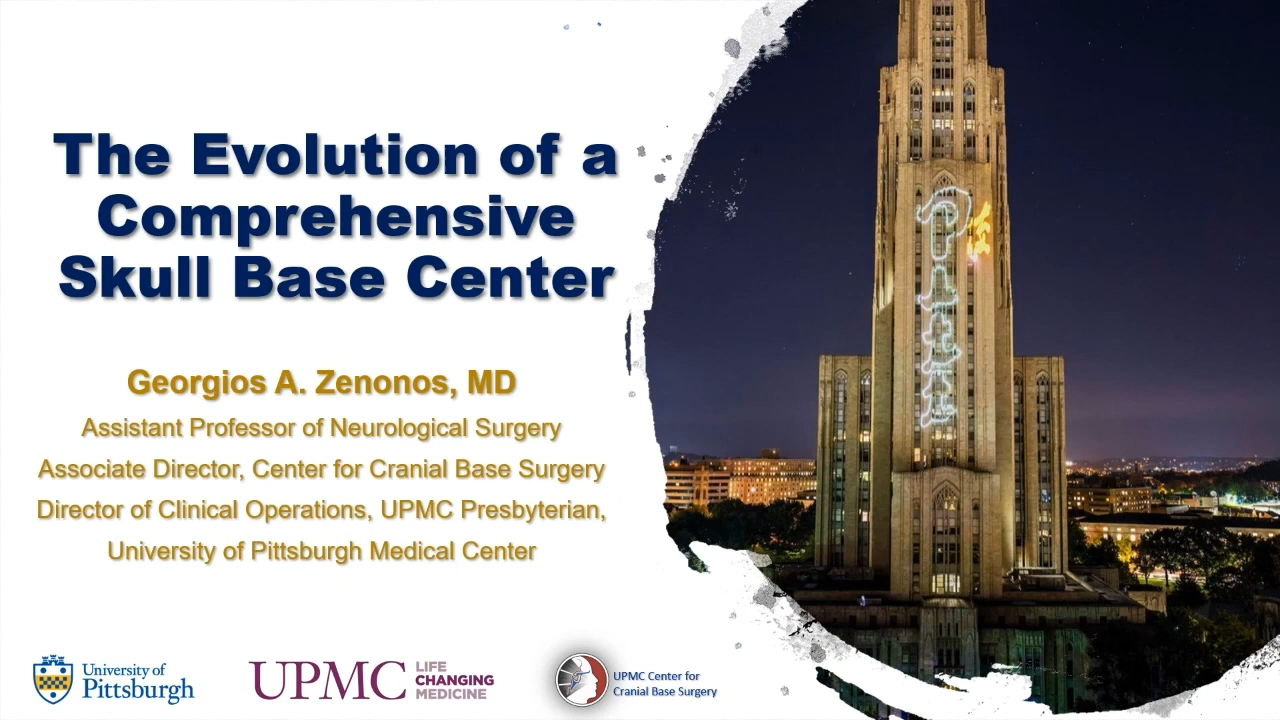 The Evolution of a
Comprehensive
Skull Base Center
Georgios A. Zenonos, MD
Assistant Professor of Neurological Surgery
Associate Director, Center for Cranial Base Surgery
Director of Clinical Operations, UPMC Presbyterian,
University of Pittsburgh Medical Center
Pitt
University of
Pittsburgh
UPMC
LIFE
CHANGING
MEDICINE
UPMC Center for
Cranial Base Surgery